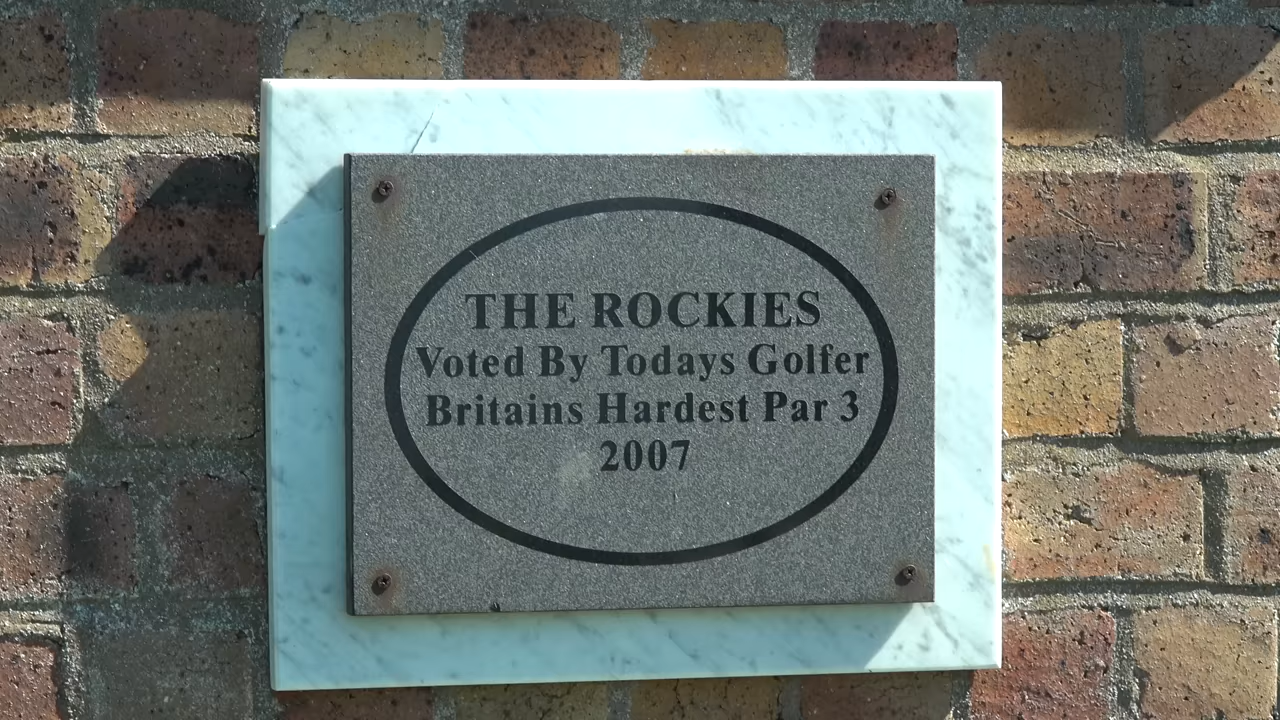 THE ROCKIES
Voted By Todays Golfer
Britains Hardest Par 3
2007